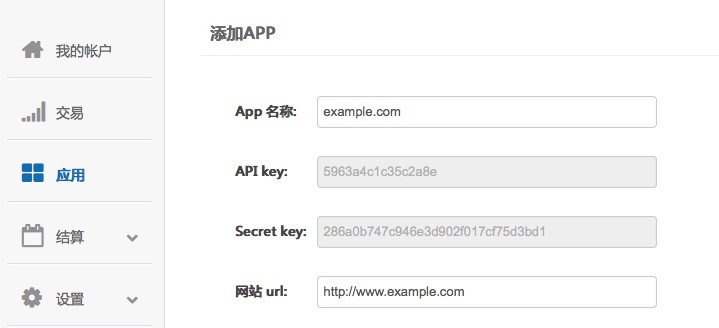 我的帐户
交易
应用
结算
设置
添加APP
App 名称: example.com
API key: 5963a4c1c35c2a8e
Secret key: 286a0b747c946e3d902f017cf75d3bd1
网站 url: http://www.example.com